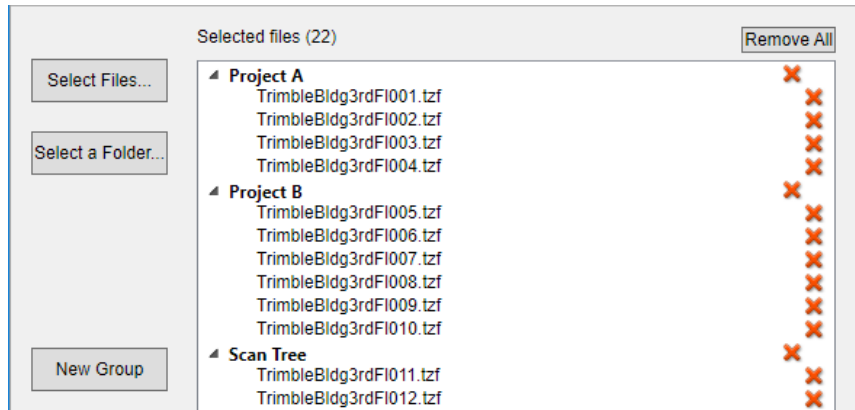 Selected files (22)
Remove All
Select Files...
Select a Folder...
New Group
Project A
TrimbleBldg3rdFl001.tzf
TrimbleBldg3rdFl002.tzf
TrimbleBldg3rdFl003.tzf
TrimbleBldg3rdFl004.tzf
Project B
TrimbleBldg3rdFl005.tzf
TrimbleBldg3rdFl006.tzf
TrimbleBldg3rdFl007.tzf
TrimbleBldg3rdFl008.tzf
TrimbleBldg3rdFl009.tzf
TrimbleBldg3rdFl010.tzf
Scan Tree
TrimbleBldg3rdFl011.tzf
TrimbleBldg3rdFl012.tzf